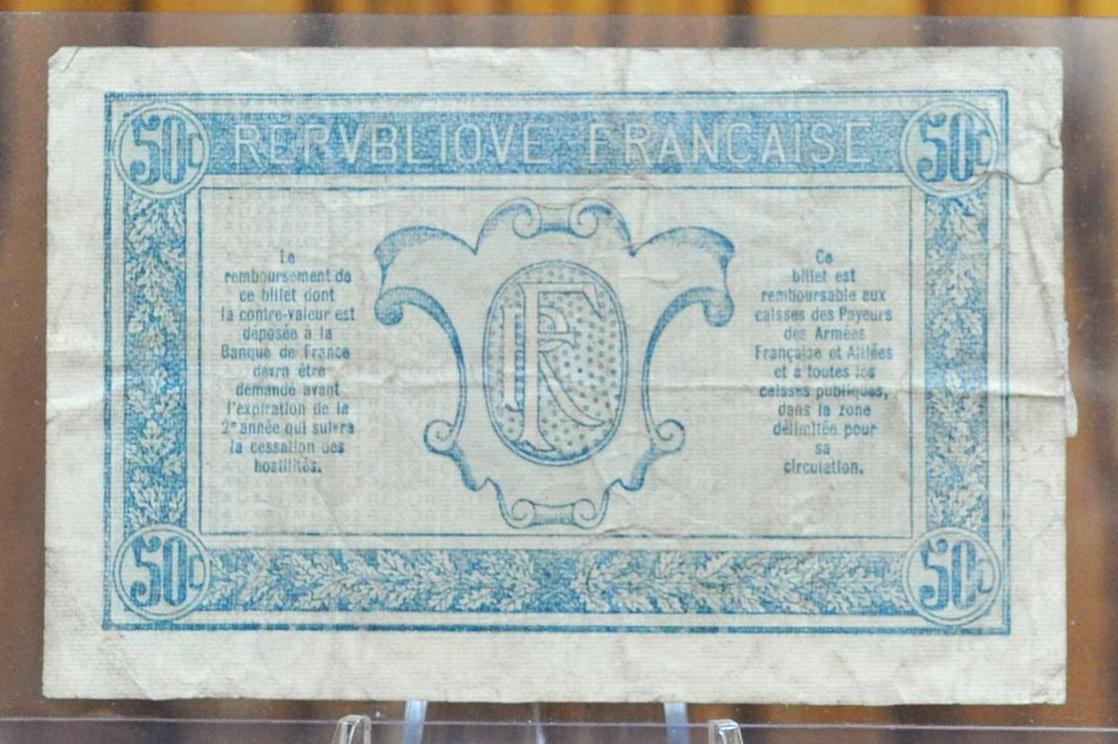 50c REPVBLIQVE FRANÇAISE 50c
Le
remboursement de
ce billet dont
la contre-valeur est
déposée à la
Banque de France
devra être
demandé avant
l'expiration de la
2e année qui suivra
la cessation des
hostilités.
RF
Ce
billet est
remboursable aux
caisses des Payeurs
des Armées
Française et Alliées
et à toutes les
caisses publiques,
dans la zone
délimitée pour
sa
circulation.
50c 50c